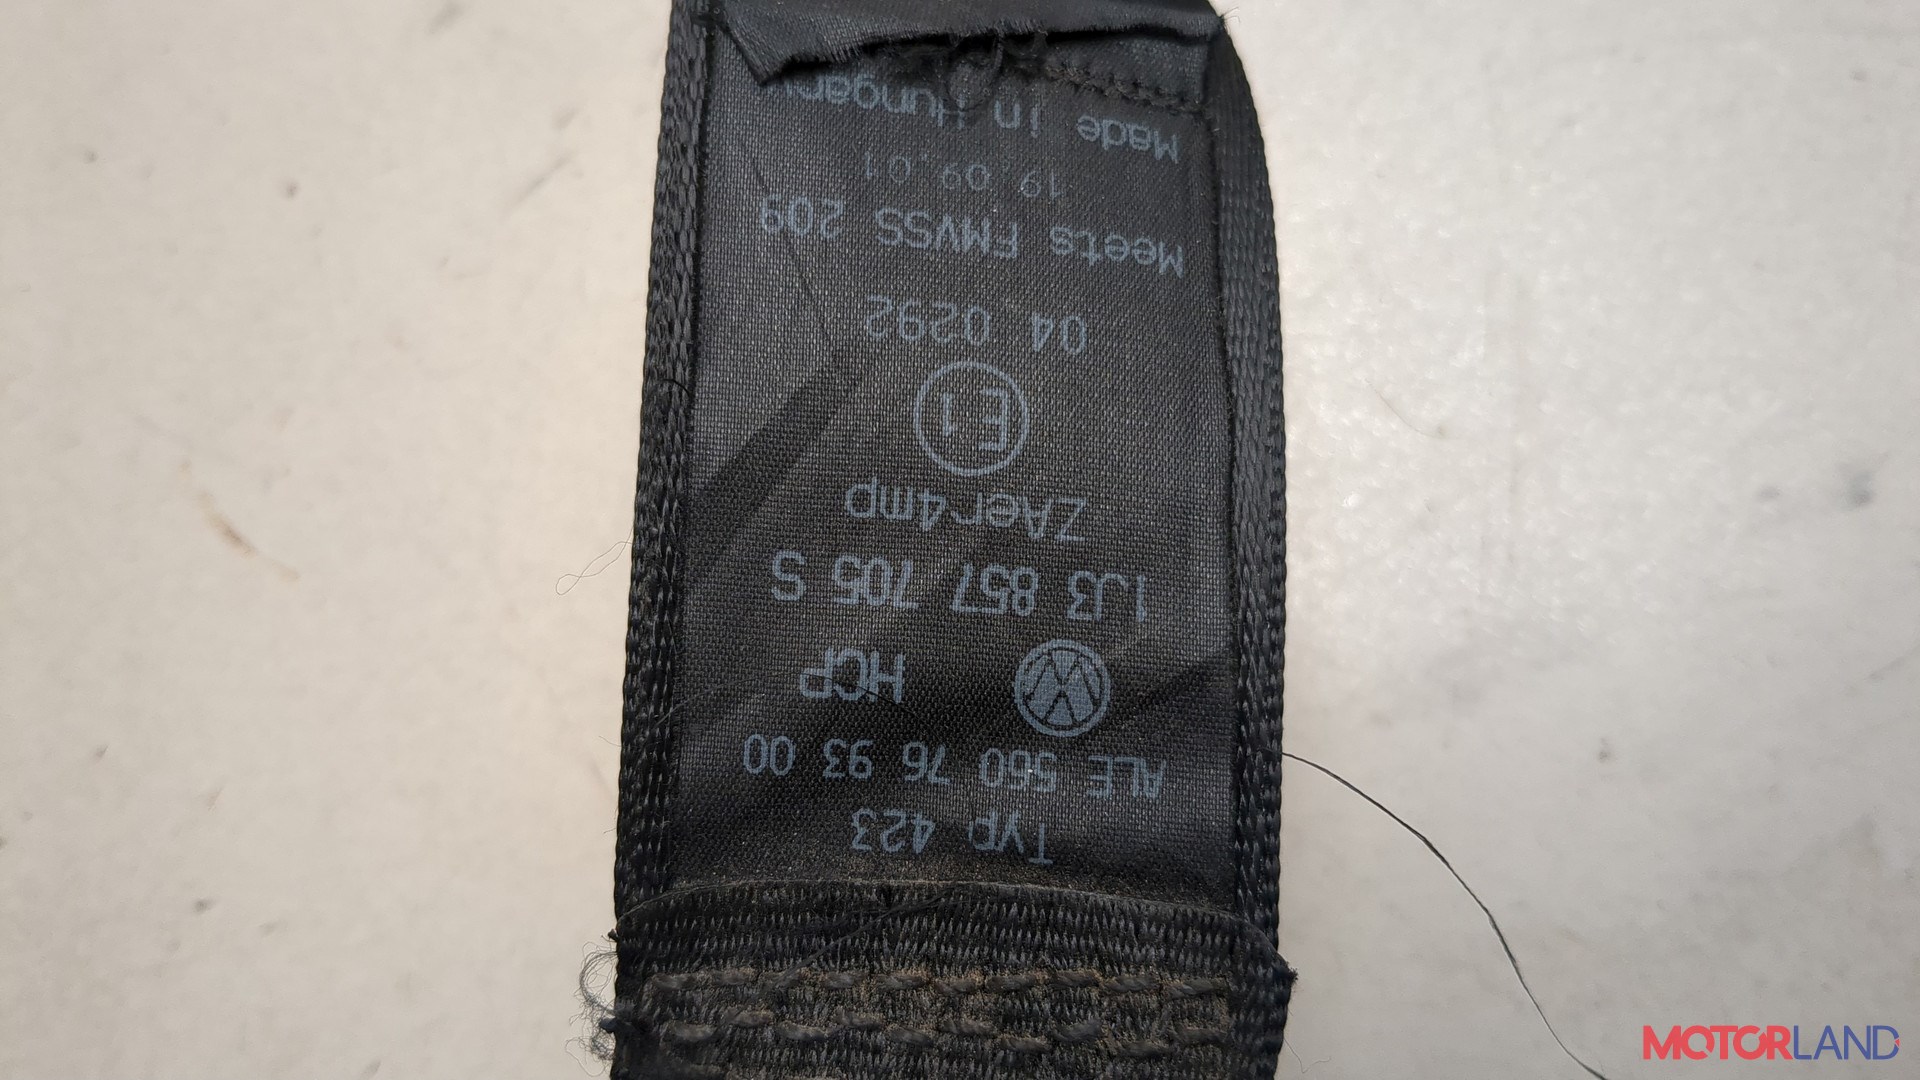 Typ 423
ALE 560 76 93 00
HCP
1J3 857 705 S
ZAer4mp
E1
04 0292
Meets FMVSS 209
19.09.01
Made in Hungary
MOTORLAND